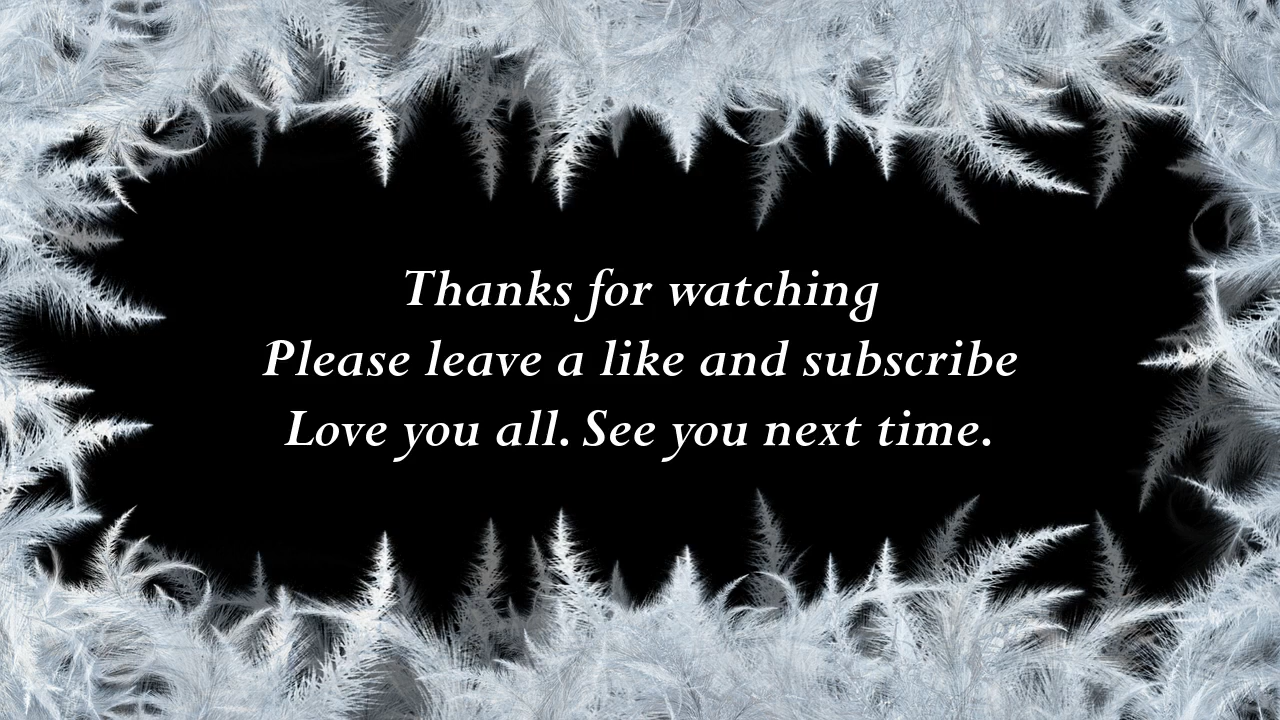 Thanks for watching
Please leave a like and subscribe
Love you all. See you next time.